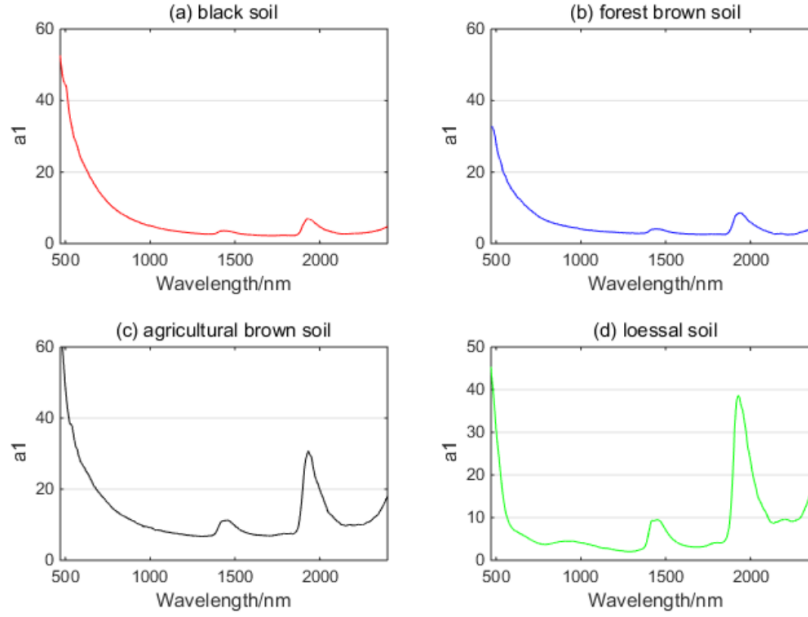 (a) black soil
60
40
20
0
a1
500 1000 1500 2000
Wavelength/nm
(b) forest brown soil
60
40
20
0
a1
500 1000 1500 2000
Wavelength/nm
(c) agricultural brown soil
60
40
20
0
a1
500 1000 1500 2000
Wavelength/nm
(d) loessal soil
50
40
30
20
10
0
a1
500 1000 1500 2000
Wavelength/nm